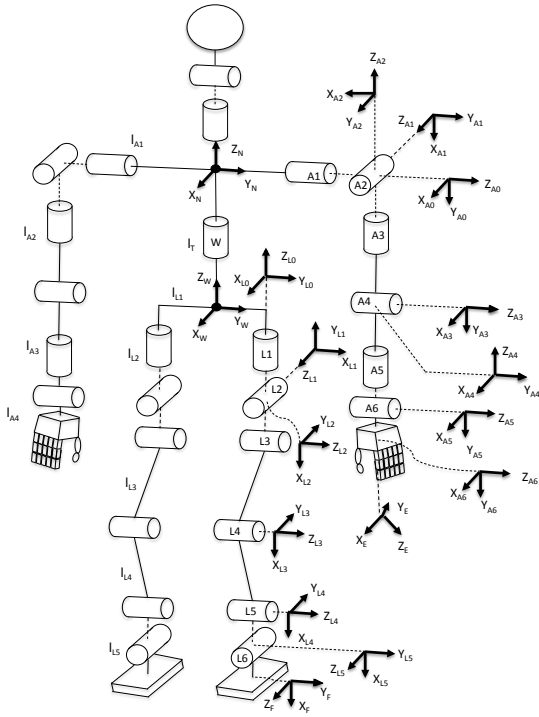 Z_A2
X_A2
Y_A2
Z_A1
Y_A1
X_A1
l_A1
Z_N
X_N
Y_N
A1
A2
Z_A0
X_A0
Y_A0
l_A2
l_T
W
A3
Z_L0
X_L0
Y_L0
Z_W
l_L1
X_W
Y_W
A4
Z_A3
X_A3
Y_A3
l_A3
l_L2
L1
Y_L1
X_L1
Z_L1
A5
Z_A4
X_A4
Y_A4
l_A4
L2
A6
Z_A5
X_A5
Y_A5
L3
Y_L2
Z_L2
X_L2
Z_A6
X_A6
Y_A6
l_L3
L4
Y_L3
Z_L3
X_L3
Y_E
X_E
Z_E
l_L4
L5
Y_L4
Z_L4
X_L4
l_L5
L6
Y_L5
Z_L5
X_L5
Y_F
Z_F
X_F